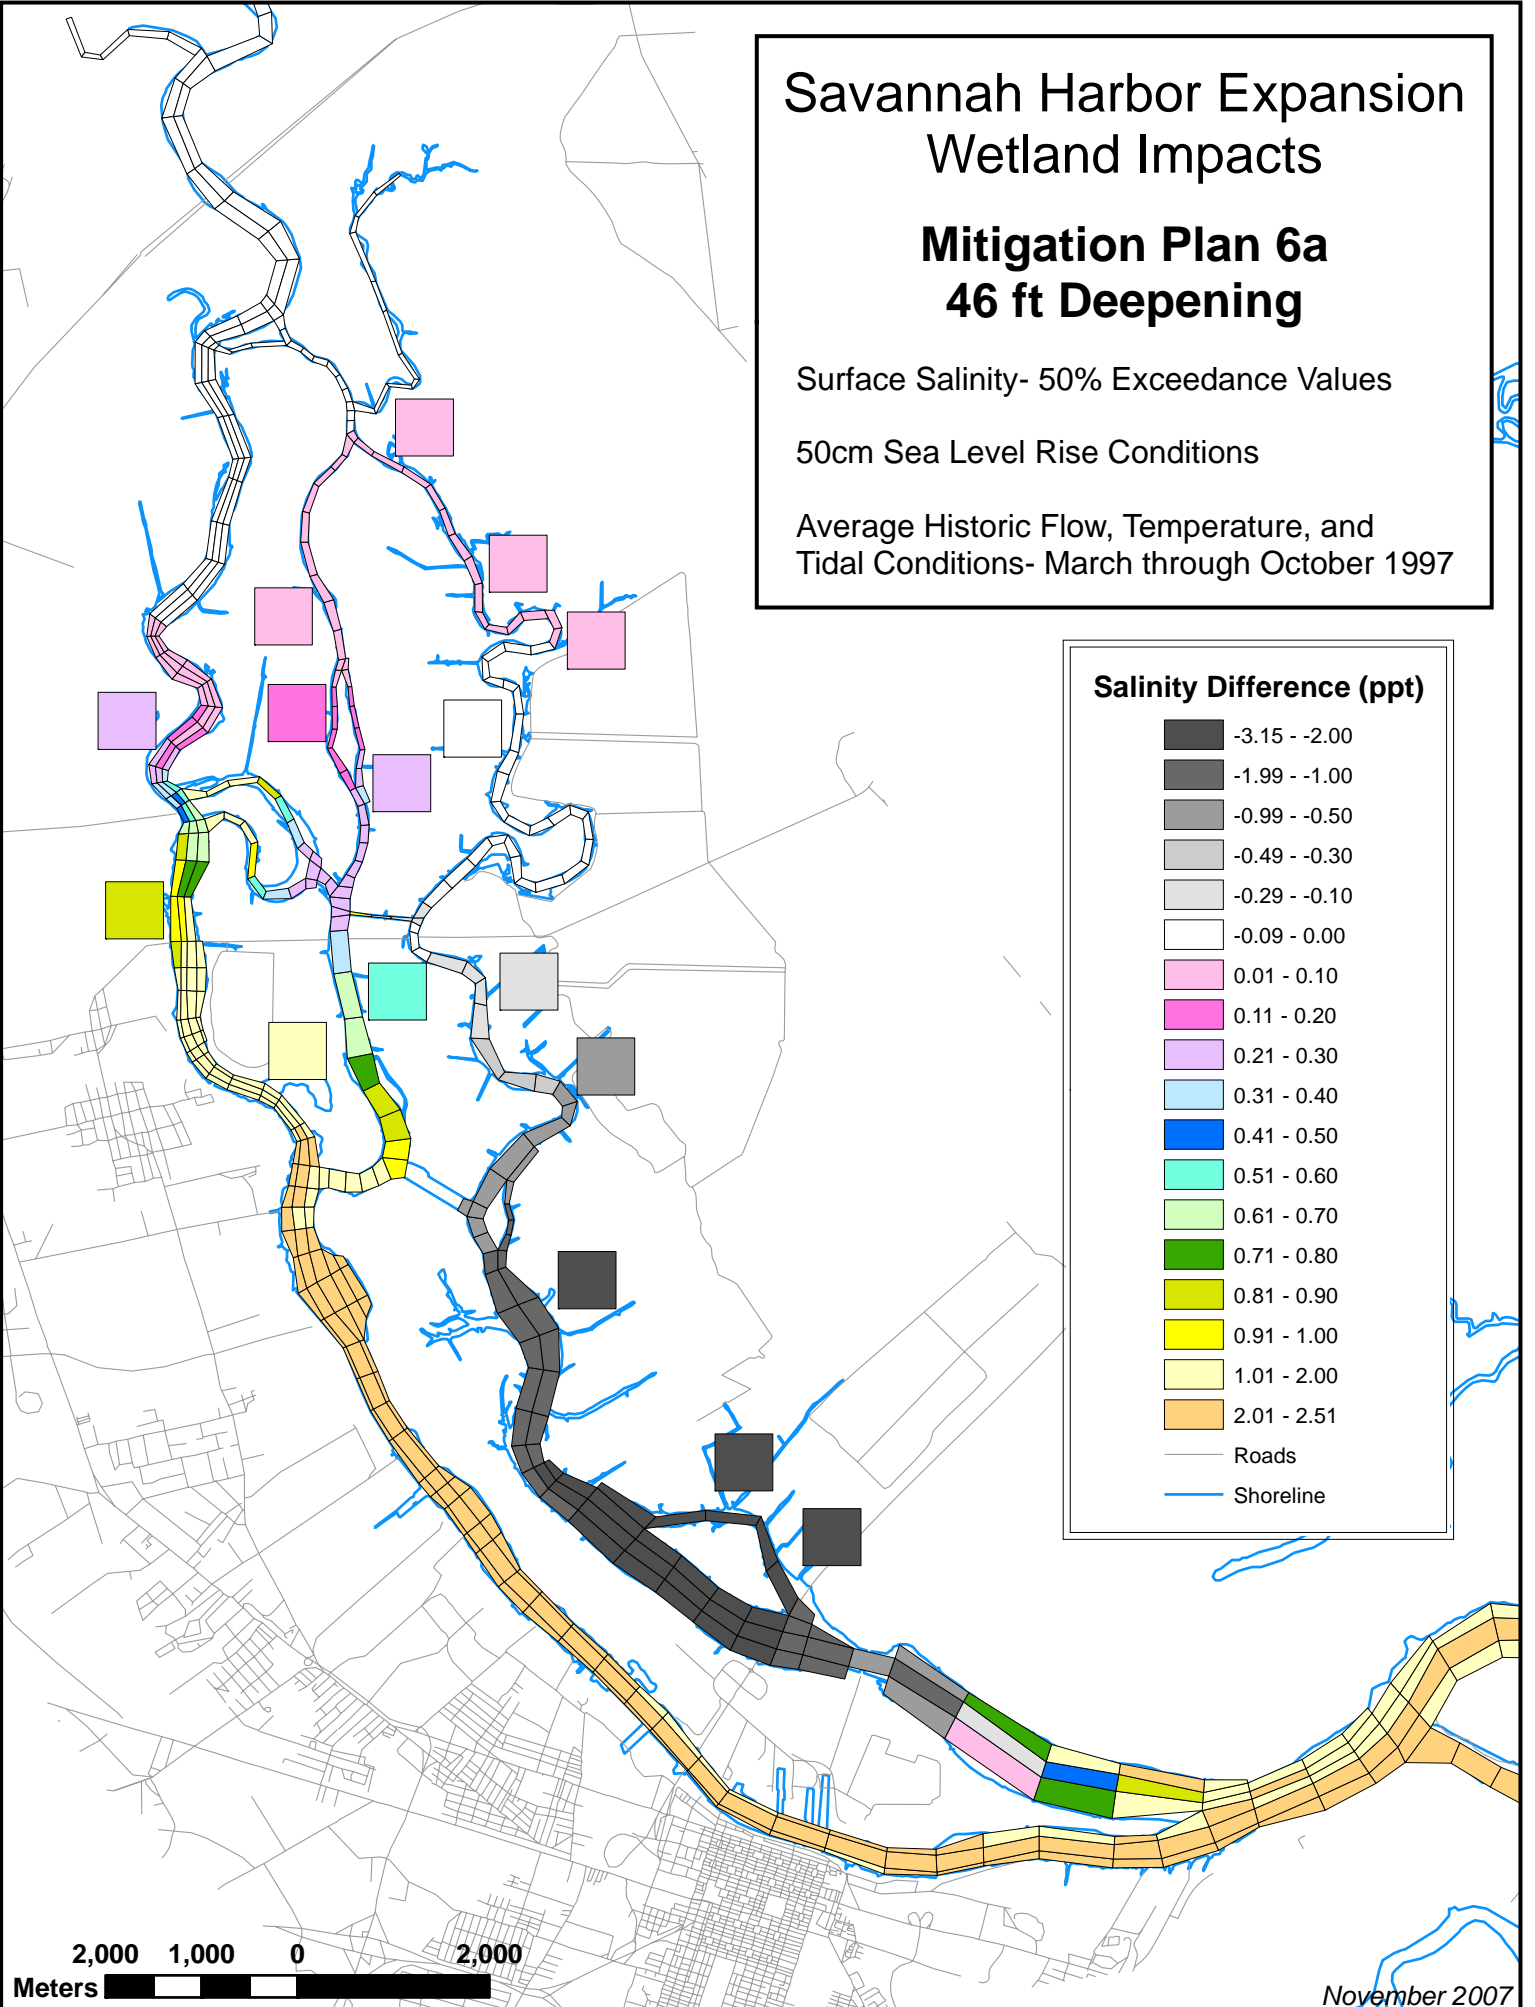 Savannah Harbor Expansion
Wetland Impacts
Mitigation Plan 6a
46 ft Deepening
Surface Salinity- 50% Exceedance Values
50cm Sea Level Rise Conditions
Average Historic Flow, Temperature, and
Tidal Conditions- March through October 1997
Salinity Difference (ppt)
-3.15 - -2.00
-1.99 - -1.00
-0.99 - -0.50
-0.49 - -0.30
-0.29 - -0.10
-0.09 - 0.00
0.01 - 0.10
0.11 - 0.20
0.21 - 0.30
0.31 - 0.40
0.41 - 0.50
0.51 - 0.60
0.61 - 0.70
0.71 - 0.80
0.81 - 0.90
0.91 - 1.00
1.01 - 2.00
2.01 - 2.51
Roads
Shoreline
2,000 1,000 0 2,000
Meters
November 2007